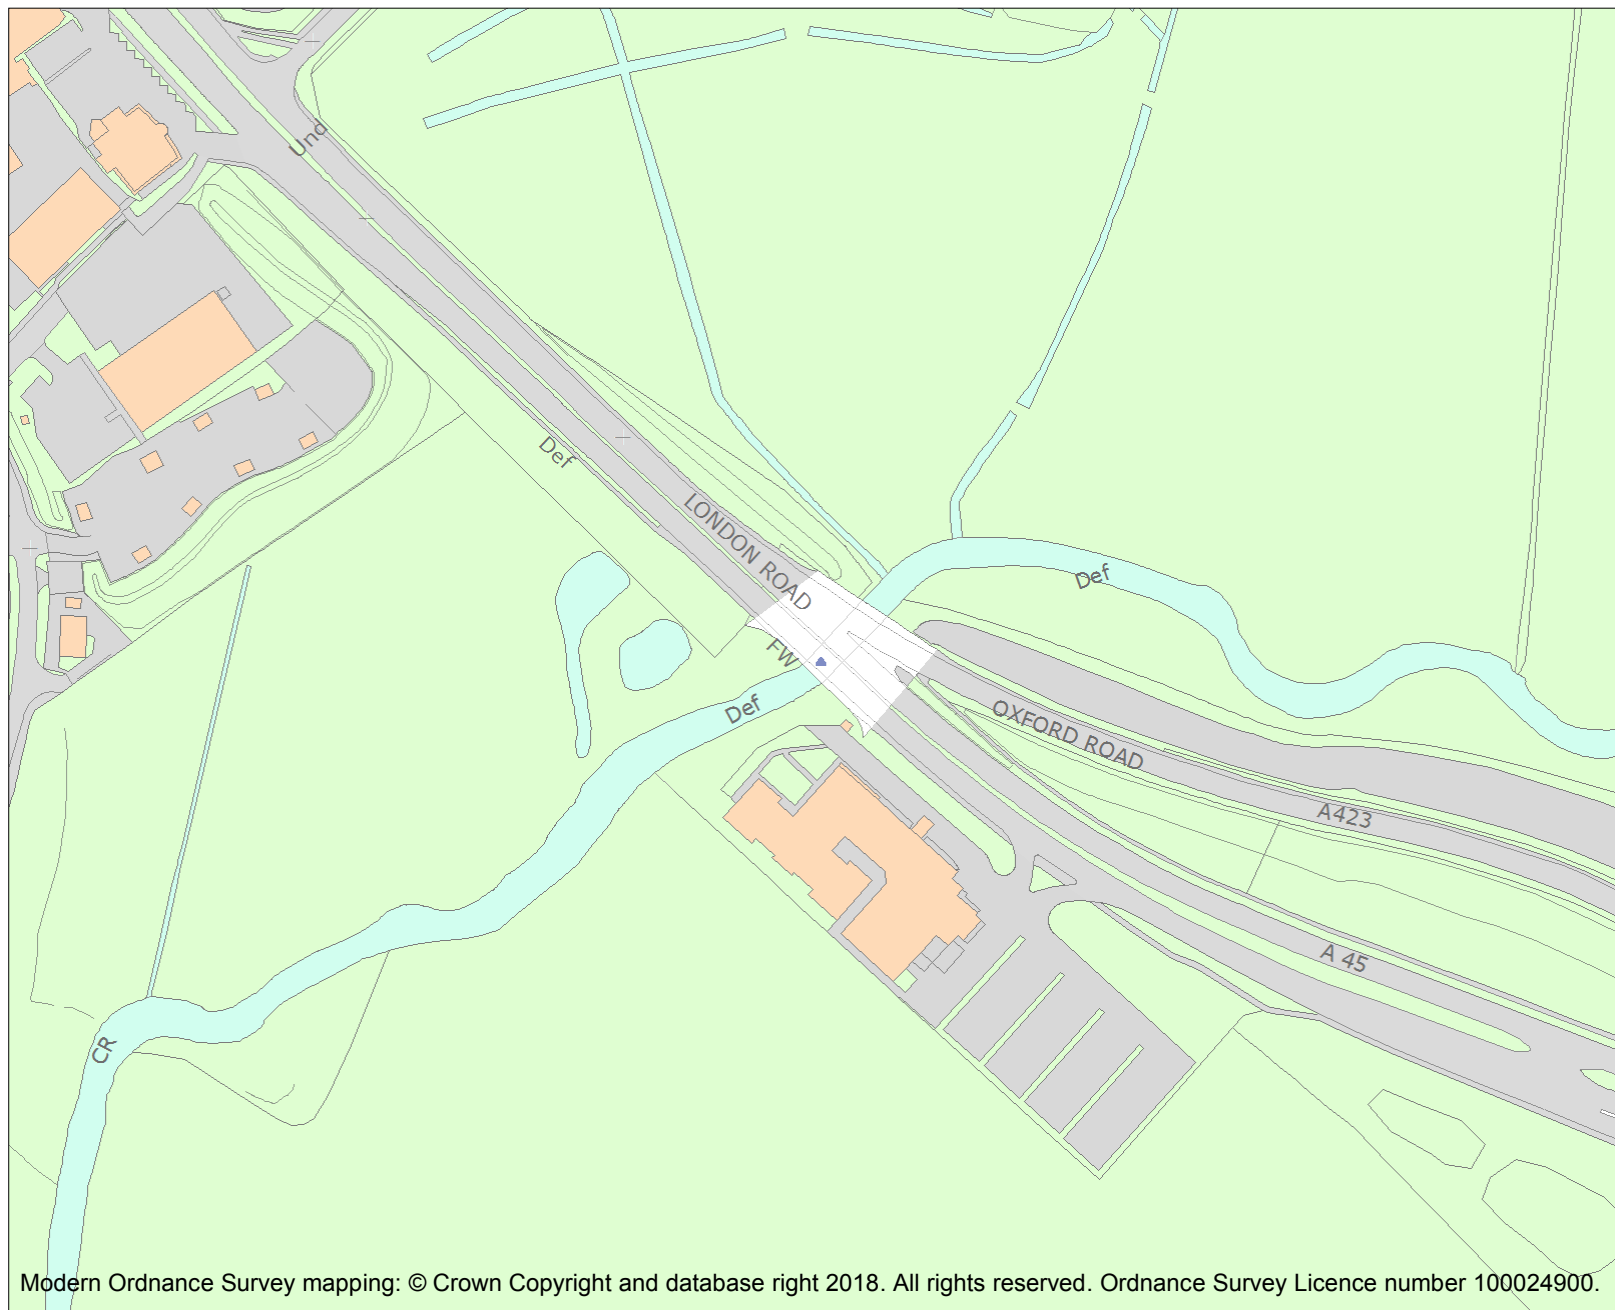 Und
Def
LONDON ROAD
Def
FW
Def
OXFORD ROAD
A423
A 45
CR
Modern Ordnance Survey mapping: © Crown Copyright and database right 2018. All rights reserved. Ordnance Survey Licence number 100024900.